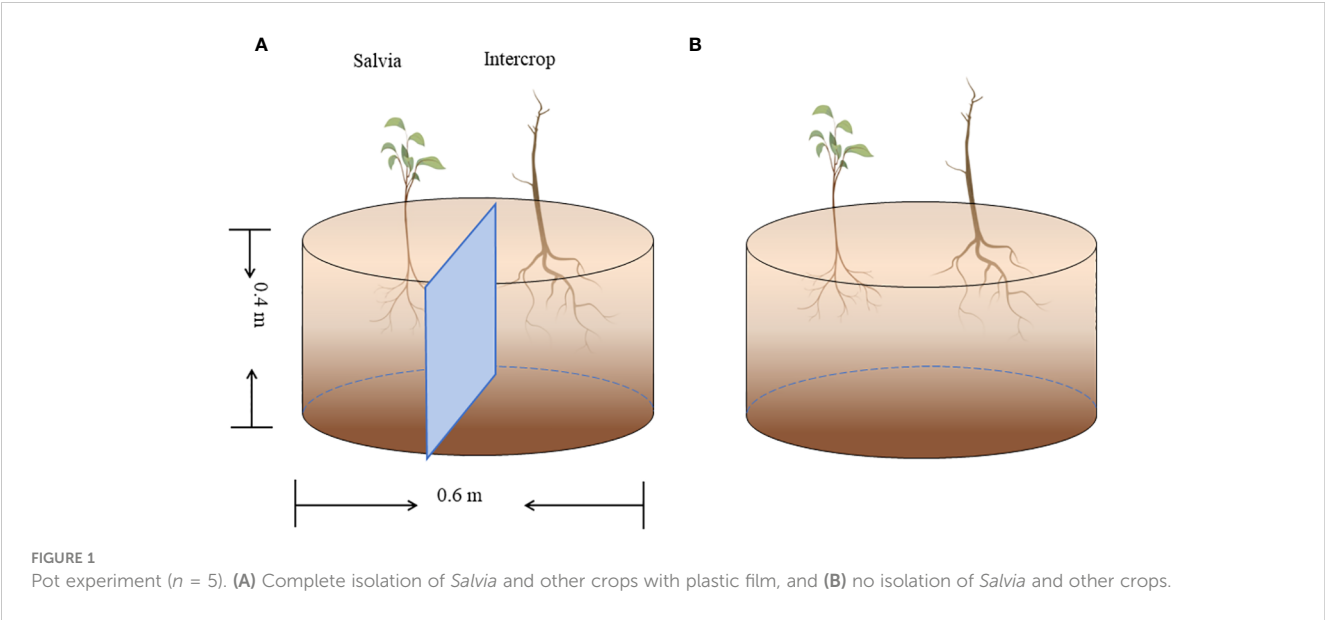 A
B
Salvia
Intercrop
0.4 m
0.6 m
FIGURE 1
Pot experiment (n = 5). (A) Complete isolation of Salvia and other crops with plastic film, and (B) no isolation of Salvia and other crops.